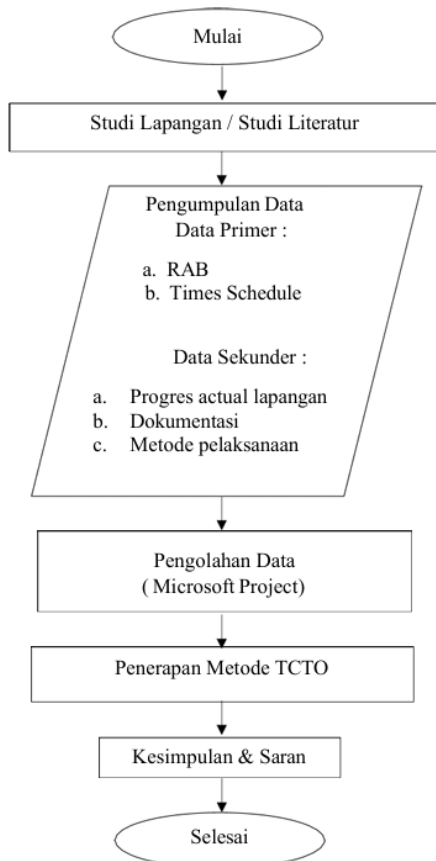 Mulai
Studi Lapangan / Studi Literatur
Pengumpulan Data
Data Primer :
a. RAB
b. Times Schedule
Data Sekunder :
a. Progres actual lapangan
b. Dokumentasi
c. Metode pelaksanaan
Pengolahan Data
( Microsoft Project)
Penerapan Metode TCTO
Kesimpulan & Saran
Selesai